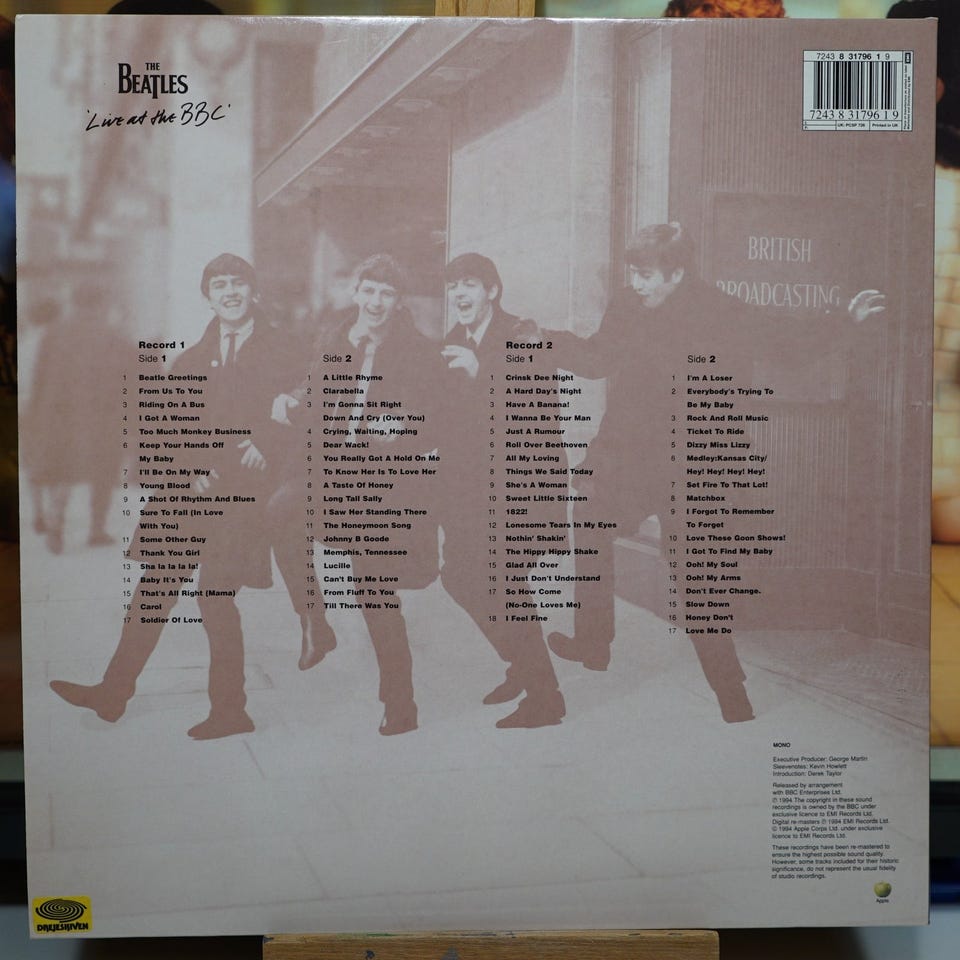 THE
BEATLES
'Live at the BBC'
7243 8 31796 1 9
7243 8 31796 1 9
UK: PCSP 726
Printed in UK
BRITISH
BROADCASTING
Record 1
Side 1
1 Beatle Greetings
2 From Us To You
3 Riding On A Bus
4 I Got A Woman
5 Too Much Monkey Business
6 Keep Your Hands Off
My Baby
7 I'll Be On My Way
8 Young Blood
9 A Shot Of Rhythm And Blues
10 Sure To Fall (In Love
With You)
11 Some Other Guy
12 Thank You Girl
13 Sha la la la la!
14 Baby It's You
15 That's All Right (Mama)
16 Carol
17 Soldier Of Love
Side 2
1 A Little Rhyme
2 Clarabella
3 I'm Gonna Sit Right
Down And Cry (Over You)
4 Crying, Waiting, Hoping
5 Dear Wack!
6 You Really Got A Hold On Me
7 To Know Her Is To Love Her
8 A Taste Of Honey
9 Long Tall Sally
10 I Saw Her Standing There
11 The Honeymoon Song
12 Johnny B Goode
13 Memphis, Tennessee
14 Lucille
15 Can't Buy Me Love
16 From Fluff To You
17 Till There Was You
Record 2
Side 1
1 Crinsk Dee Night
2 A Hard Day's Night
3 Have A Banana!
4 I Wanna Be Your Man
5 Just A Rumour
6 Roll Over Beethoven
7 All My Loving
8 Things We Said Today
9 She's A Woman
10 Sweet Little Sixteen
11 1822!
12 Lonesome Tears In My Eyes
13 Nothin' Shakin'
14 The Hippy Hippy Shake
15 Glad All Over
16 I Just Don't Understand
17 So How Come
(No-One Loves Me)
18 I Feel Fine
Side 2
1 I'm A Loser
2 Everybody's Trying To
Be My Baby
3 Rock And Roll Music
4 Ticket To Ride
5 Dizzy Miss Lizzy
6 Medley:Kansas City/
Hey! Hey! Hey! Hey!
7 Set Fire To That Lot!
8 Matchbox
9 I Forgot To Remember
To Forget
10 Love These Goon Shows!
11 I Got To Find My Baby
12 Ooh! My Soul
13 Ooh! My Arms
14 Don't Ever Change.
15 Slow Down
16 Honey Don't
17 Love Me Do
MONO
Executive Producer: George Martin
Sleevenotes: Kevin Howlett
Introduction: Derek Taylor
Released by arrangement
with BBC Enterprises Ltd.
℗ 1994 The copyright in these sound
recordings is owned by the BBC under
exclusive licence to EMI Records Ltd.
Digital re-masters ℗ 1994 EMI Records Ltd.
© 1994 Apple Corps Ltd. under exclusive
licence to EMI Records Ltd.
These recordings have been re-mastered to
ensure the highest possible sound quality.
However, some tracks included for their historic
significance, do not represent the usual fidelity
of studio recordings.
Apple
DREJESKIVEN